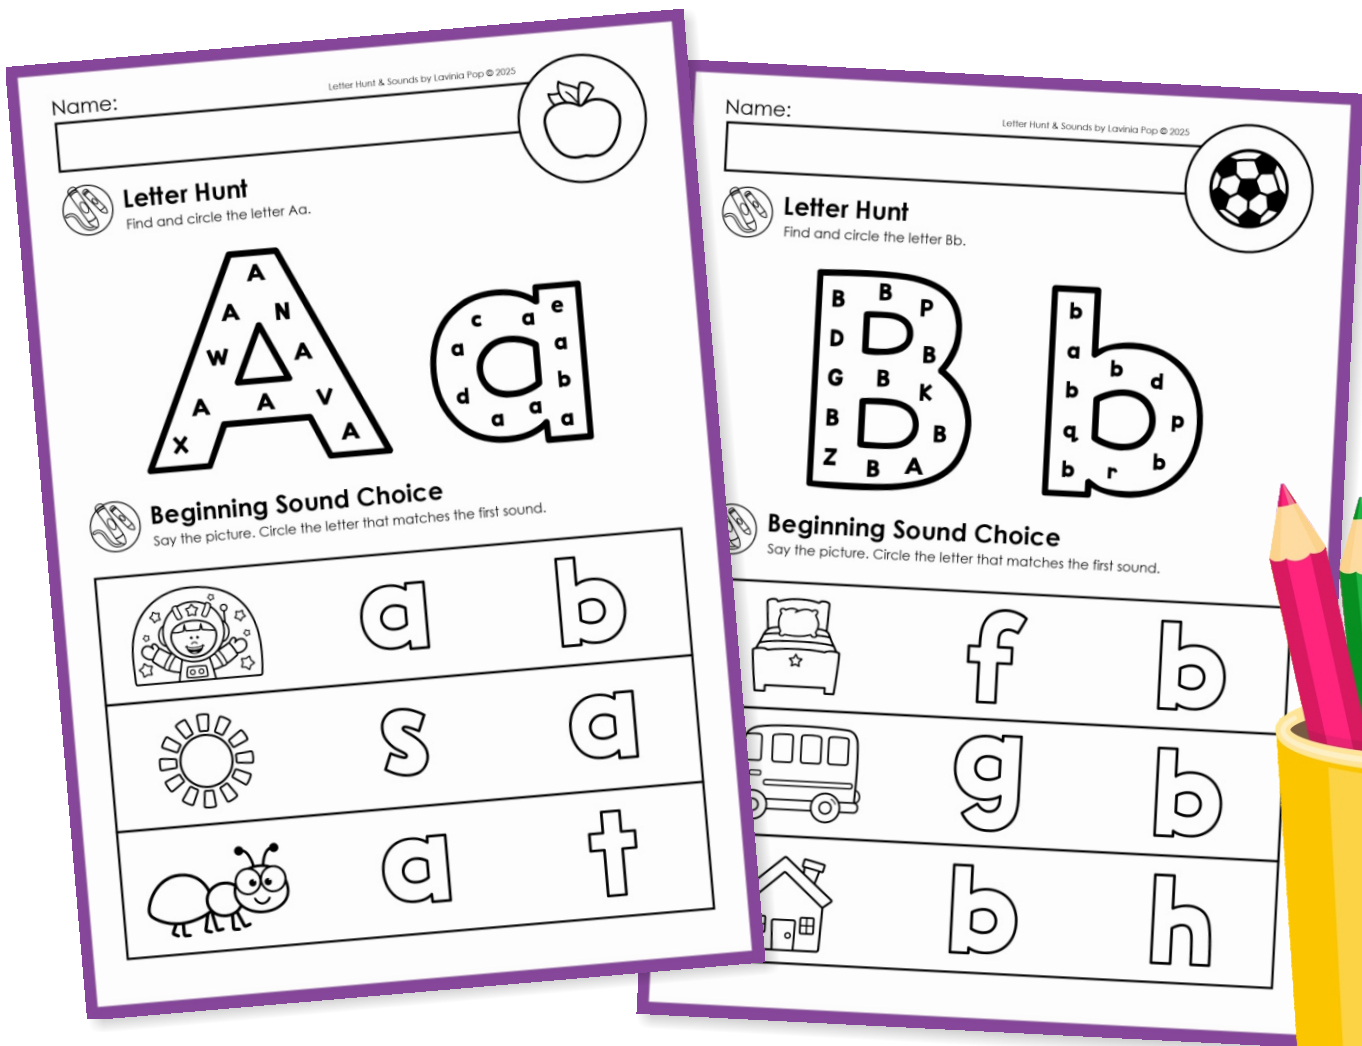 Letter Hunt & Sounds by Lavinia Pop © 2025
Name:
Letter Hunt
Find and circle the letter Aa.
A
A N
W A
A A V
X A
c a e
a a
d b
a a a
Beginning Sound Choice
Say the picture. Circle the letter that matches the first sound.
a b
s a
a t
Letter Hunt & Sounds by Lavinia Pop © 2025
Name:
Letter Hunt
Find and circle the letter Bb.
B B P
D B
G B K
B B
Z B A
b
a b d
b
q p
b r b
Beginning Sound Choice
Say the picture. Circle the letter that matches the first sound.
f b
g b
b h